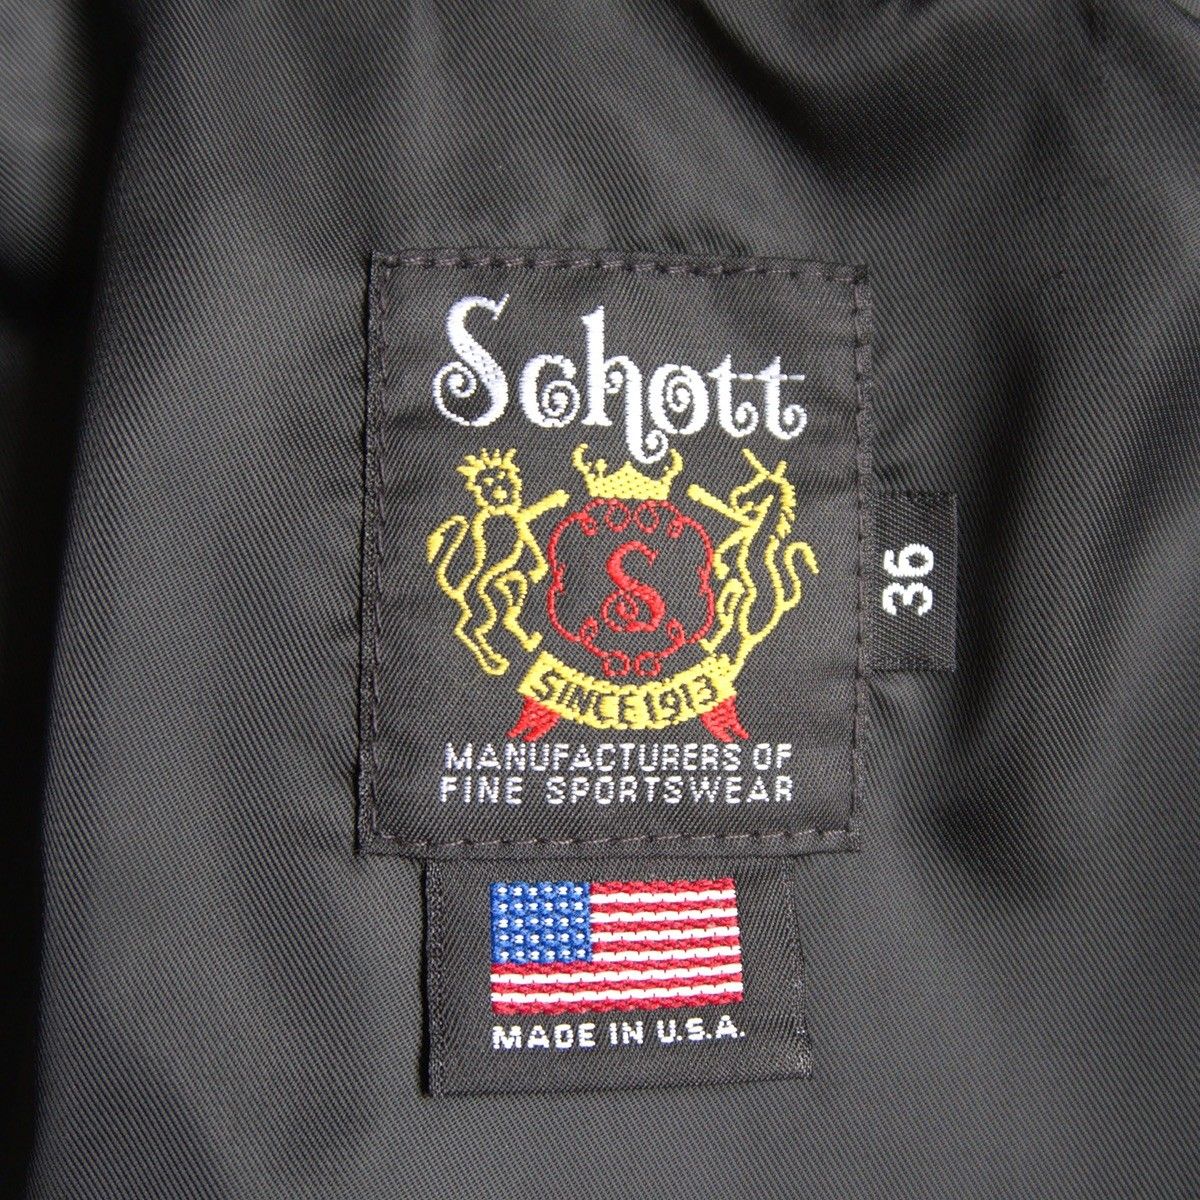 Schott
S
SINCE 1913
MANUFACTURERS OF
FINE SPORTSWEAR
36
MADE IN U.S.A.